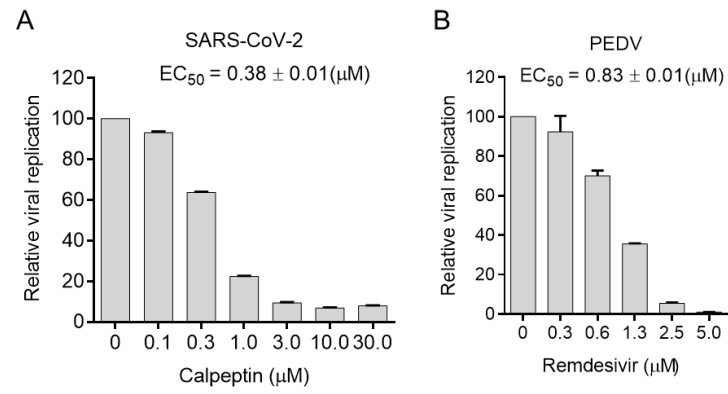 A
SARS-CoV-2
EC50 = 0.38 ± 0.01(μM)
120
100
80
60
40
20
0
Relative viral replication
0 0.1 0.3 1.0 3.0 10.0 30.0
Calpeptin (μM)
B
PEDV
EC50 = 0.83 ± 0.01(μM)
120
100
80
60
40
20
0
Relative viral replication
0 0.3 0.6 1.3 2.5 5.0
Remdesivir (μM)